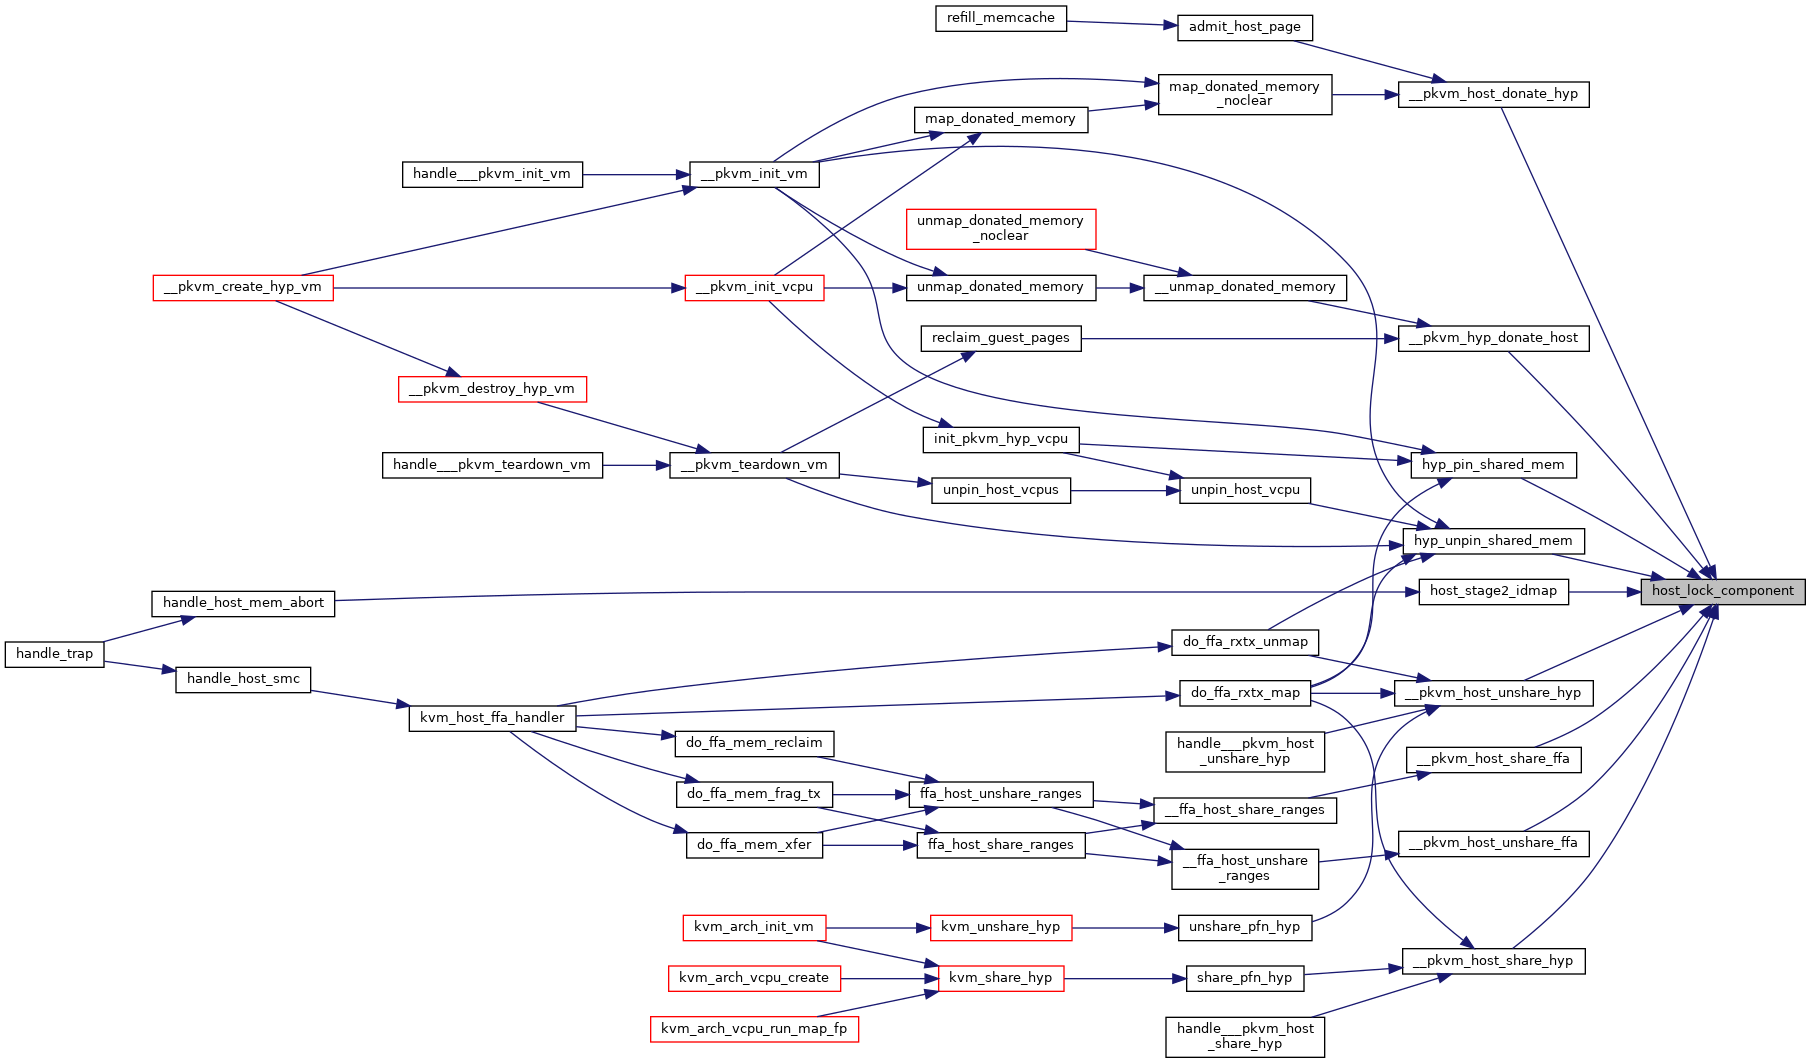 refill_memcache
admit_host_page
map_donated_memory
_noclear
__pkvm_host_donate_hyp
map_donated_memory
handle___pkvm_init_vm
__pkvm_init_vm
unmap_donated_memory
_noclear
__pkvm_create_hyp_vm
__pkvm_init_vcpu
unmap_donated_memory
__unmap_donated_memory
reclaim_guest_pages
__pkvm_hyp_donate_host
__pkvm_destroy_hyp_vm
init_pkvm_hyp_vcpu
handle___pkvm_teardown_vm
__pkvm_teardown_vm
hyp_pin_shared_mem
unpin_host_vcpus
unpin_host_vcpu
hyp_unpin_shared_mem
host_stage2_idmap
host_lock_component
handle_host_mem_abort
do_ffa_rxtx_unmap
handle_trap
handle_host_smc
do_ffa_rxtx_map
__pkvm_host_unshare_hyp
kvm_host_ffa_handler
do_ffa_mem_reclaim
handle___pkvm_host
_unshare_hyp
__pkvm_host_share_ffa
do_ffa_mem_frag_tx
ffa_host_unshare_ranges
__ffa_host_share_ranges
do_ffa_mem_xfer
ffa_host_share_ranges
__pkvm_host_unshare_ffa
__ffa_host_unshare
_ranges
kvm_arch_init_vm
kvm_unshare_hyp
unshare_pfn_hyp
__pkvm_host_share_hyp
kvm_arch_vcpu_create
kvm_share_hyp
share_pfn_hyp
kvm_arch_vcpu_run_map_fp
handle___pkvm_host
_share_hyp